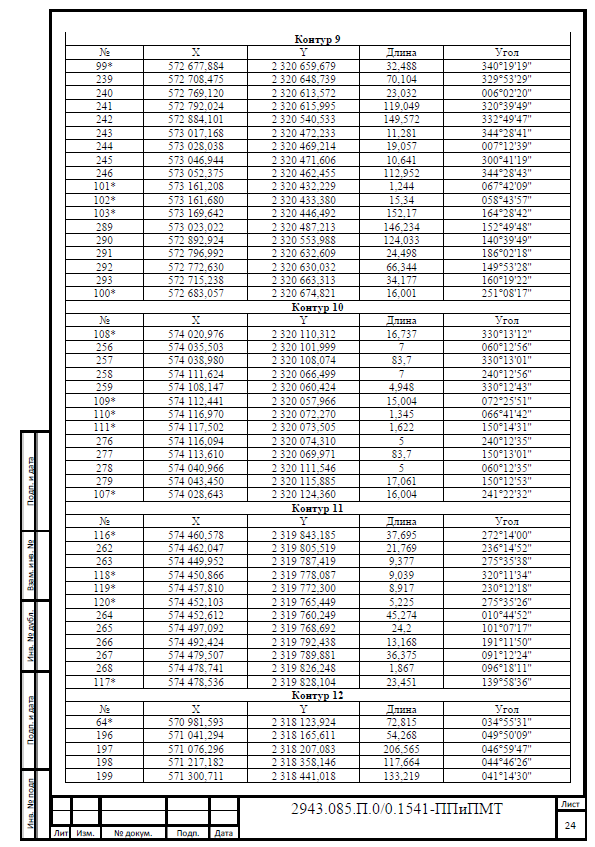 Контур 9
№ X Y Длина Угол
99* 572 677,884 2 320 659,679 32,488 340°19'19"
239 572 708,475 2 320 648,739 70,104 329°53'29"
240 572 769,120 2 320 613,572 23,032 006°02'20"
241 572 792,024 2 320 615,995 119,049 320°39'49"
242 572 884,101 2 320 540,533 149,572 332°49'47"
243 573 017,168 2 320 472,233 11,281 344°28'41"
244 573 028,038 2 320 469,214 19,057 007°12'39"
245 573 046,944 2 320 471,606 10,641 300°41'19"
246 573 052,375 2 320 462,455 112,952 344°28'43"
101* 573 161,208 2 320 432,229 1,244 067°42'09"
102* 573 161,680 2 320 433,380 15,34 058°43'57"
103* 573 169,642 2 320 446,492 152,17 164°28'42"
289 573 023,022 2 320 487,213 146,234 152°49'48"
290 572 892,924 2 320 553,988 124,033 140°39'49"
291 572 796,992 2 320 632,609 24,498 186°02'18"
292 572 772,630 2 320 630,032 66,344 149°53'28"
293 572 715,238 2 320 663,313 34,177 160°19'22"
100* 572 683,057 2 320 674,821 16,001 251°08'17"
Контур 10
№ X Y Длина Угол
108* 574 020,976 2 320 110,312 16,737 330°13'12"
256 574 035,503 2 320 101,999 7 060°12'56"
257 574 038,980 2 320 108,074 83,7 330°13'01"
258 574 111,624 2 320 066,499 7 240°12'56"
259 574 108,147 2 320 060,424 4,948 330°12'43"
109* 574 112,441 2 320 057,966 15,004 072°25'51"
110* 574 116,970 2 320 072,270 1,345 066°41'42"
111* 574 117,502 2 320 073,505 1,622 150°14'31"
276 574 116,094 2 320 074,310 5 240°12'35"
277 574 113,610 2 320 069,971 83,7 150°13'01"
278 574 040,966 2 320 111,546 5 060°12'35"
279 574 043,450 2 320 115,885 17,061 150°12'53"
107* 574 028,643 2 320 124,360 16,004 241°22'32"
Контур 11
№ X Y Длина Угол
116* 574 460,578 2 319 843,185 37,695 272°14'00"
262 574 462,047 2 319 805,519 21,769 236°14'52"
263 574 449,952 2 319 787,419 9,377 275°35'38"
118* 574 450,866 2 319 778,087 9,039 320°11'34"
119* 574 457,810 2 319 772,300 8,917 230°12'18"
120* 574 452,103 2 319 765,449 5,225 275°35'26"
264 574 452,612 2 319 760,249 45,274 010°44'52"
265 574 497,092 2 319 768,692 24,2 101°07'17"
266 574 492,424 2 319 792,438 13,168 191°11'50"
267 574 479,507 2 319 789,881 36,375 091°12'24"
268 574 478,741 2 319 826,248 1,867 096°18'11"
117* 574 478,536 2 319 828,104 23,451 139°58'36"
Контур 12
№ X Y Длина Угол
64* 570 981,593 2 318 123,924 72,815 034°55'31"
196 571 041,294 2 318 165,611 54,268 049°50'09"
197 571 076,296 2 318 207,083 206,565 046°59'47"
198 571 217,182 2 318 358,146 117,664 044°46'26"
199 571 300,711 2 318 441,018 133,219 041°14'30"
Подп. и дата
Взам. инв. №
Инв. № дубл.
Подп. и дата
Инв. № подп
Лит Изм. № докум. Подп. Дата
2943.085.П.0/0.1541-ППиПМТ
Лист
24